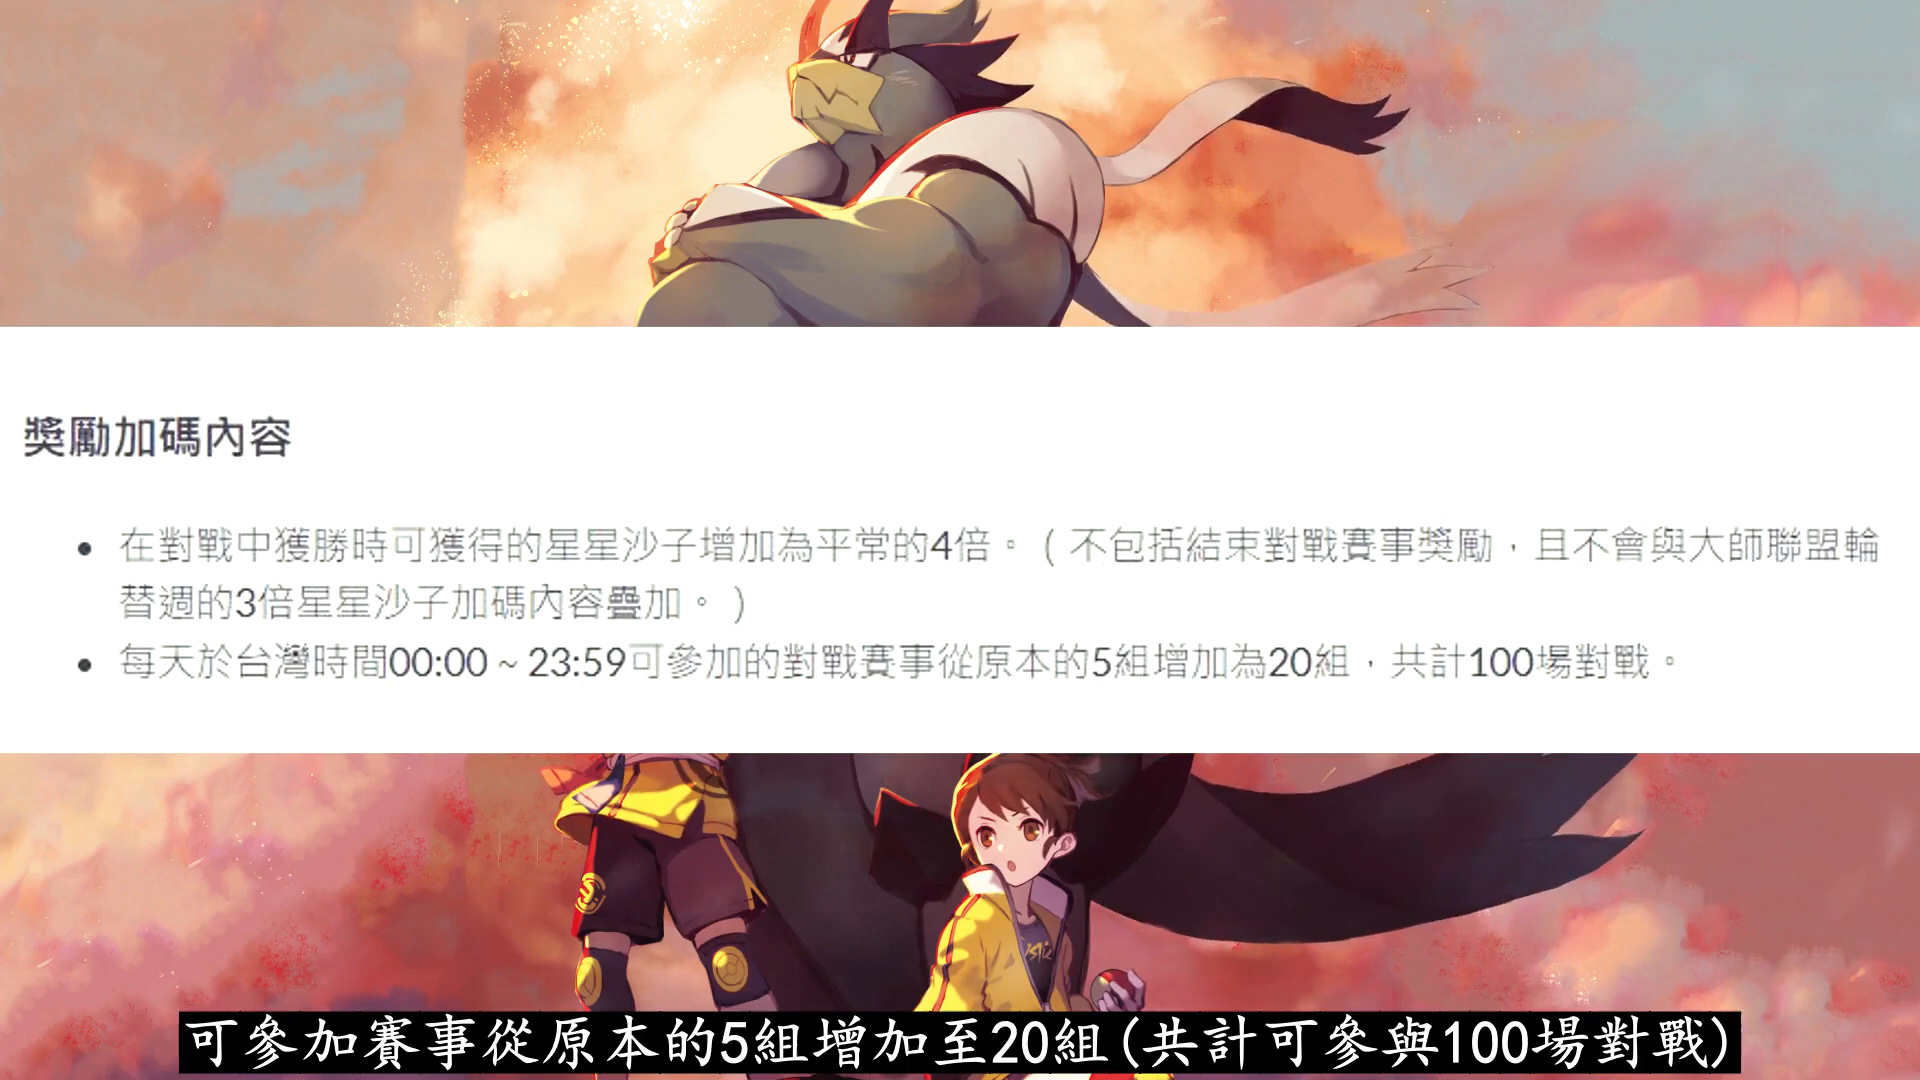 獎勵加碼內容
在對戰中獲勝時可獲得的星星沙子增加為平常的4倍。（不包括結束對戰賽事獎勵，且不會與大師聯盟輪
替週的3倍星星沙子加碼內容疊加。）
每天於台灣時間00:00 ~ 23:59可參加的對戰賽事從原本的5組增加為20組，共計100場對戰。
可參加賽事從原本的5組增加至20組(共計可參與100場對戰)